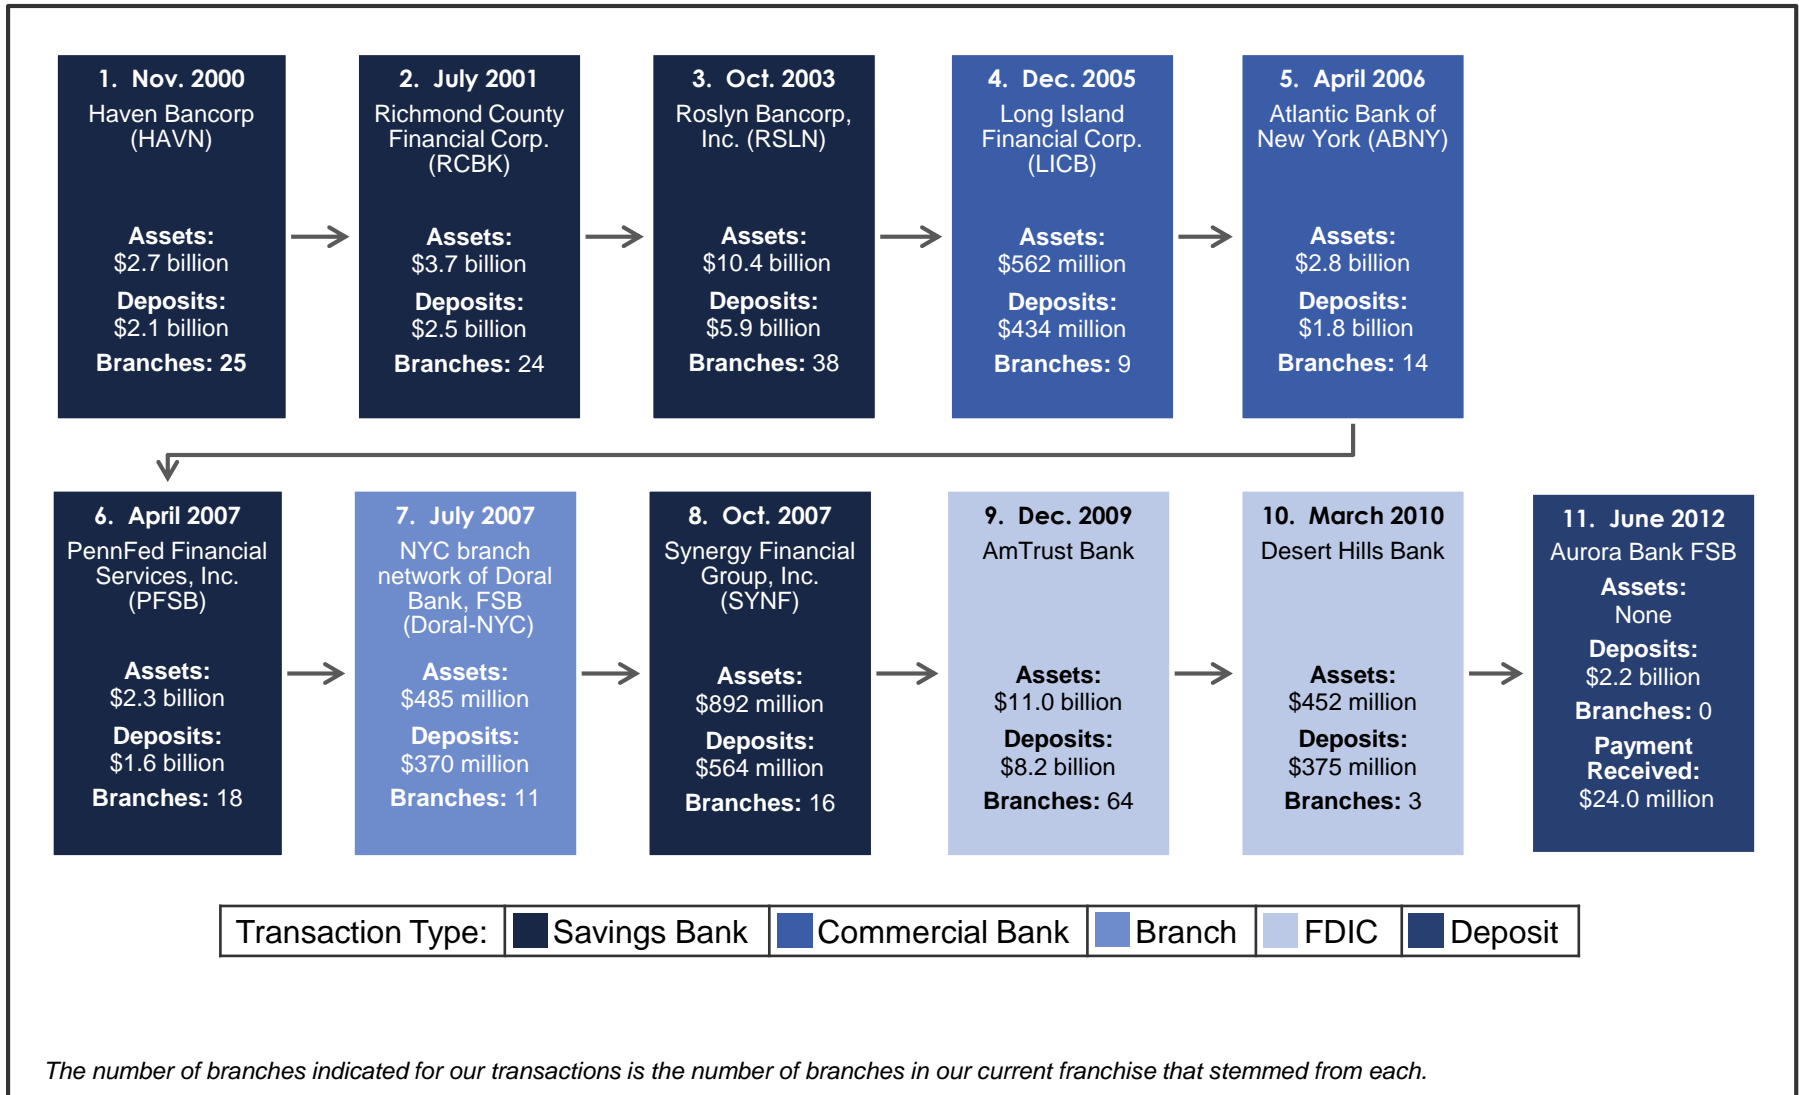 1. Nov. 2000
Haven Bancorp
(HAVN)
Assets:
$2.7 billion
Deposits:
$2.1 billion
Branches: 25
2. July 2001
Richmond County
Financial Corp.
(RCBK)
Assets:
$3.7 billion
Deposits:
$2.5 billion
Branches: 24
3. Oct. 2003
Roslyn Bancorp,
Inc. (RSLN)
Assets:
$10.4 billion
Deposits:
$5.9 billion
Branches: 38
4. Dec. 2005
Long Island
Financial Corp.
(LICB)
Assets:
$562 million
Deposits:
$434 million
Branches: 9
5. April 2006
Atlantic Bank of
New York (ABNY)
Assets:
$2.8 billion
Deposits:
$1.8 billion
Branches: 14
6. April 2007
PennFed Financial
Services, Inc.
(PFSB)
Assets:
$2.3 billion
Deposits:
$1.6 billion
Branches: 18
7. July 2007
NYC branch
network of Doral
Bank, FSB
(Doral-NYC)
Assets:
$485 million
Deposits:
$370 million
Branches: 11
8. Oct. 2007
Synergy Financial
Group, Inc.
(SYNF)
Assets:
$892 million
Deposits:
$564 million
Branches: 16
9. Dec. 2009
AmTrust Bank
Assets:
$11.0 billion
Deposits:
$8.2 billion
Branches: 64
10. March 2010
Desert Hills Bank
Assets:
$452 million
Deposits:
$375 million
Branches: 3
11. June 2012
Aurora Bank FSB
Assets:
None
Deposits:
$2.2 billion
Branches: 0
Payment
Received:
$24.0 million
Transaction Type: Savings Bank Commercial Bank Branch FDIC Deposit
The number of branches indicated for our transactions is the number of branches in our current franchise that stemmed from each.